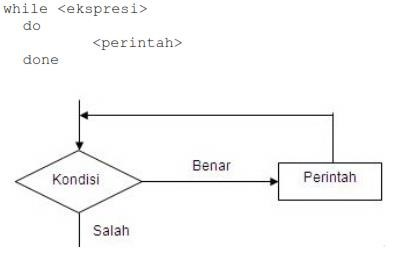 while <ekspresi>
do
<perintah>
done
Benar
Kondisi
Perintah
Salah